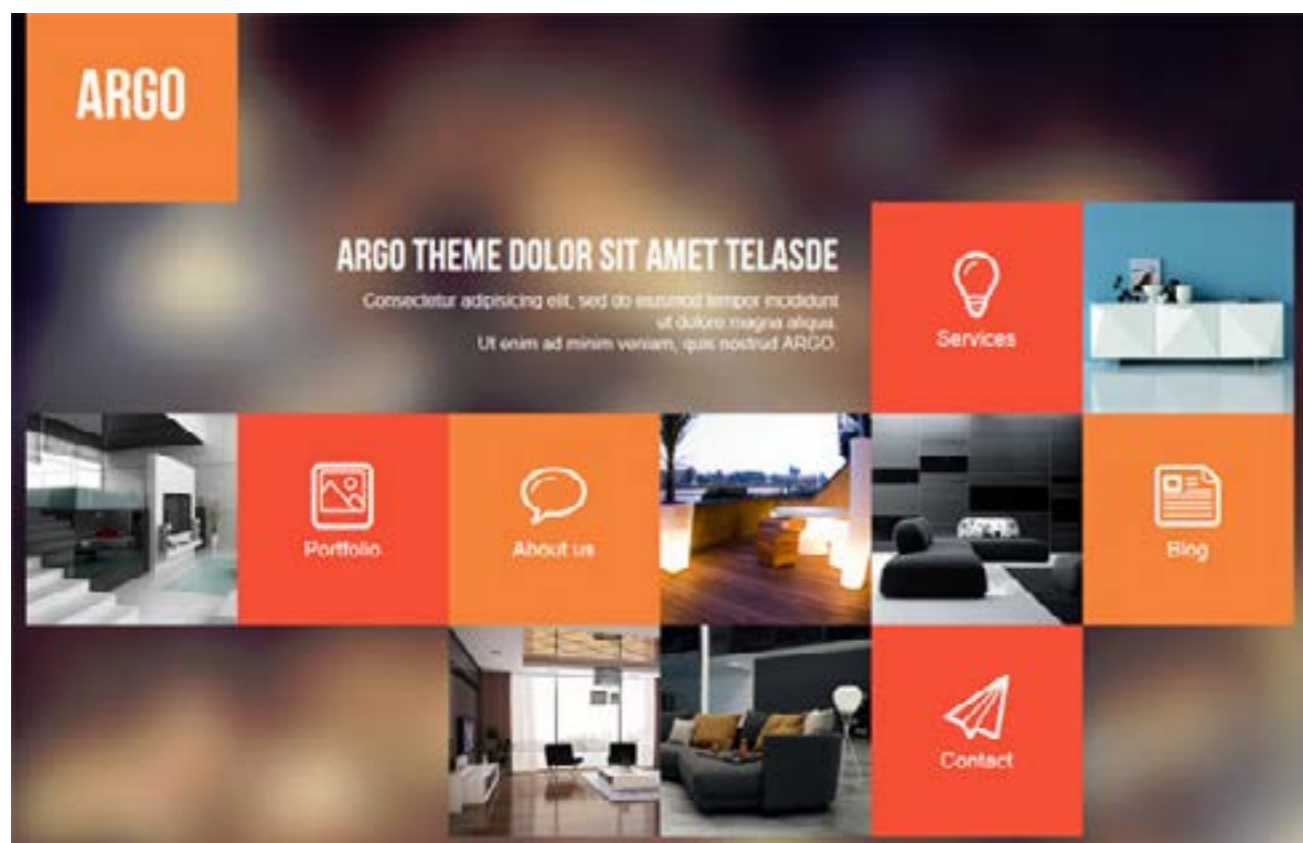 ARGO
ARGO THEME DOLOR SIT AMET TELASDE
Consectetur adipisicing elit, sed do eiusmod tempor incididunt
ut dolore magna aliqua.
Ut enim ad minim veniam, quis nostrud ARGO.
Services
Portfolio
About us
Blog
Contact